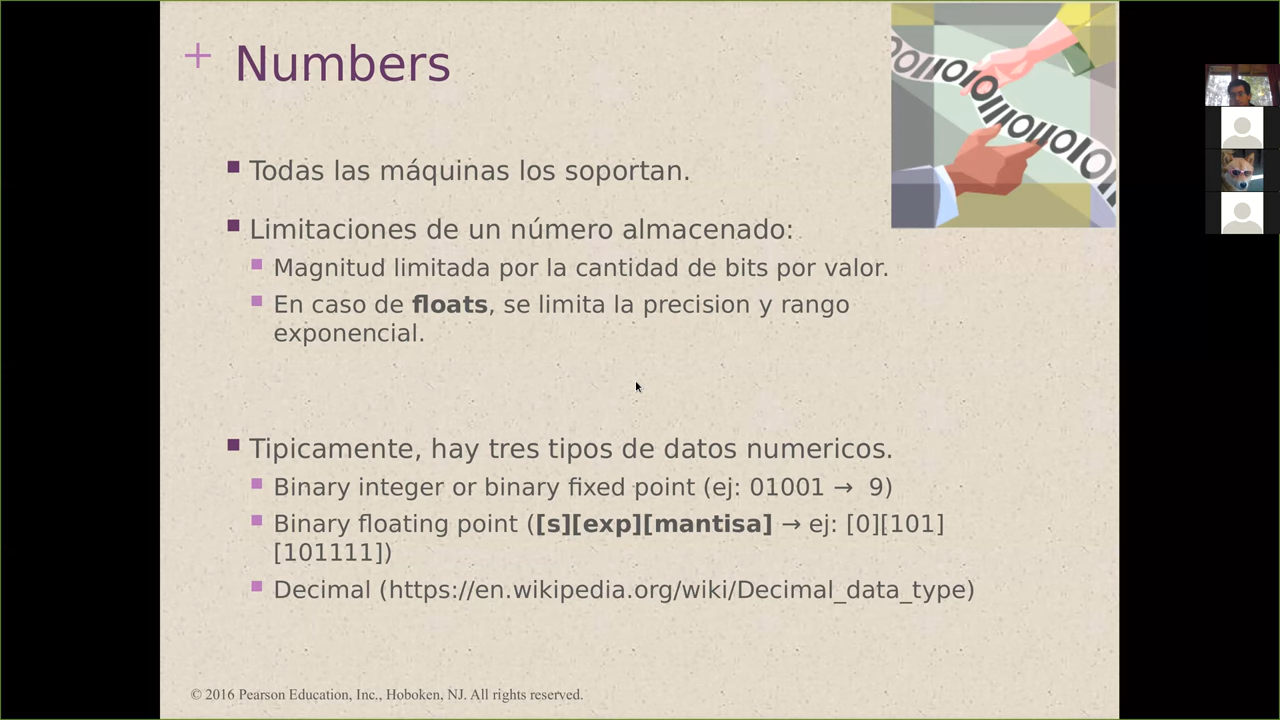 + Numbers
Todas las máquinas los soportan.
Limitaciones de un número almacenado:
Magnitud limitada por la cantidad de bits por valor.
En caso de floats, se limita la precision y rango
exponencial.
Tipicamente, hay tres tipos de datos numericos.
Binary integer or binary fixed point (ej: 01001 → 9)
Binary floating point ([s][exp][mantisa] → ej: [0][101]
[101111])
Decimal (https://en.wikipedia.org/wiki/Decimal_data_type)
© 2016 Pearson Education, Inc., Hoboken, NJ. All rights reserved.